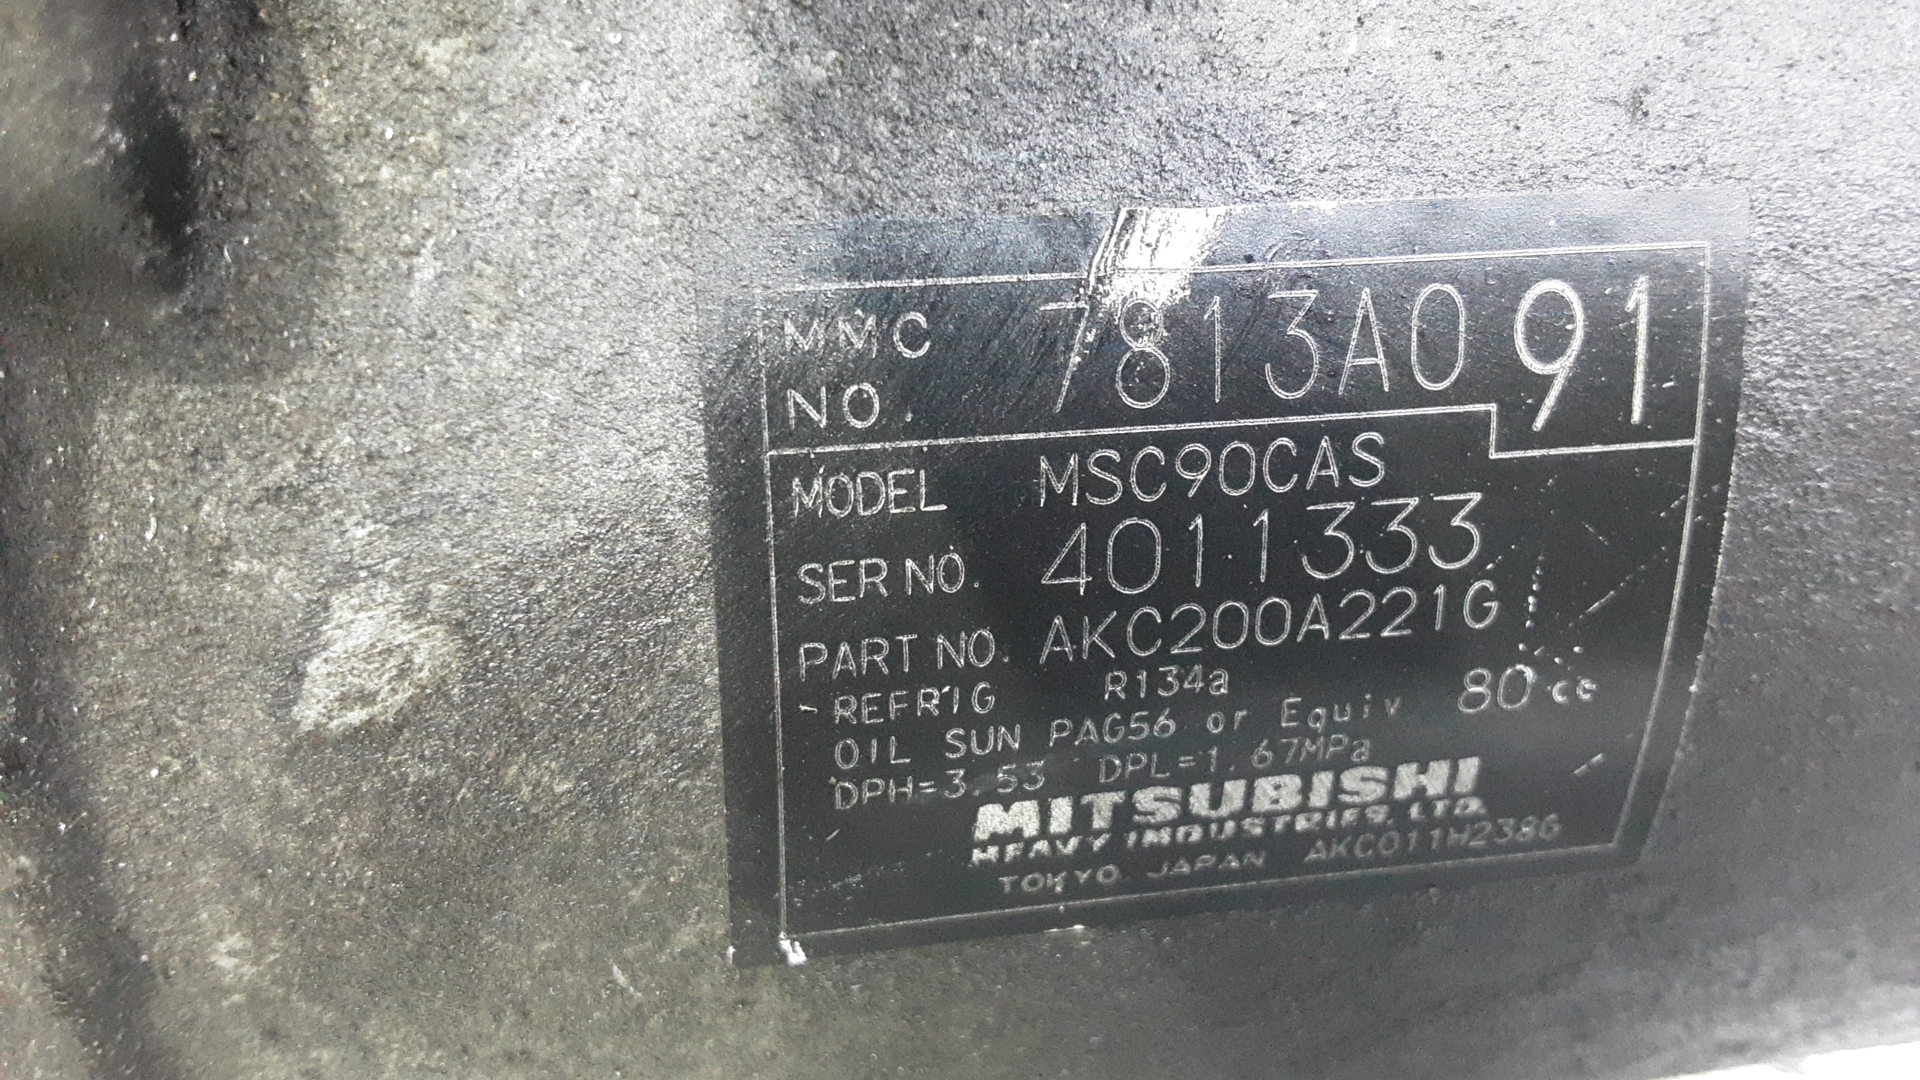 MMC NO. 7813A091
MODEL MSC90CAS
SER NO. 4011333
PART NO. AKC200A221G
REFRIG R134a
OIL SUN PAG56 or Equiv 80cc
DPH=3.53 DPL=1.67MPa
MITSUBISHI
HEAVY INDUSTRIES, LTD.
TOKYO JAPAN AKC011H238G